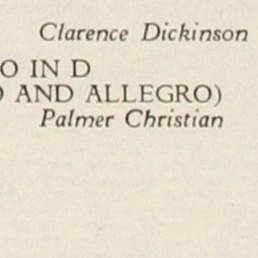 Clarence Dickinson
O IN D
O AND ALLEGRO)
Palmer Christian